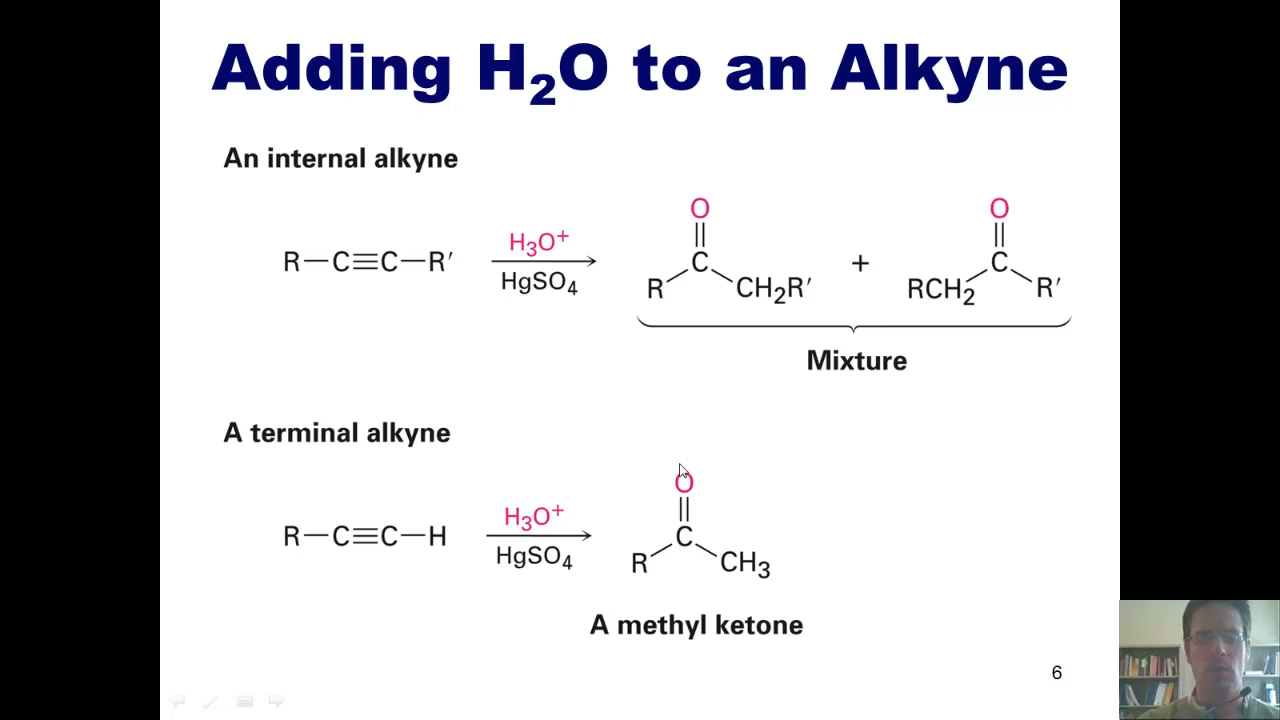 Adding H₂O to an Alkyne
An internal alkyne
R—C≡C—R′
H₃O⁺
HgSO₄
O
C
R
CH₂R′
+
O
C
RCH₂
R′
Mixture
A terminal alkyne
R—C≡C—H
H₃O⁺
HgSO₄
O
C
R
CH₃
A methyl ketone
6